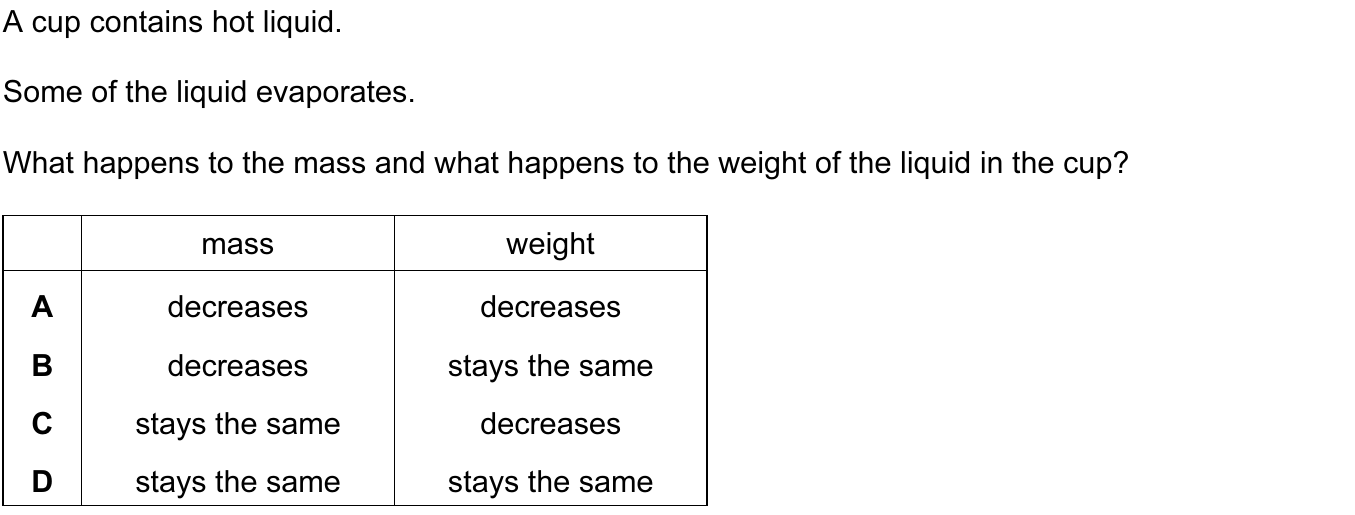 A cup contains hot liquid.
Some of the liquid evaporates.
What happens to the mass and what happens to the weight of the liquid in the cup?
mass weight
A decreases decreases
B decreases stays the same
C stays the same decreases
D stays the same stays the same